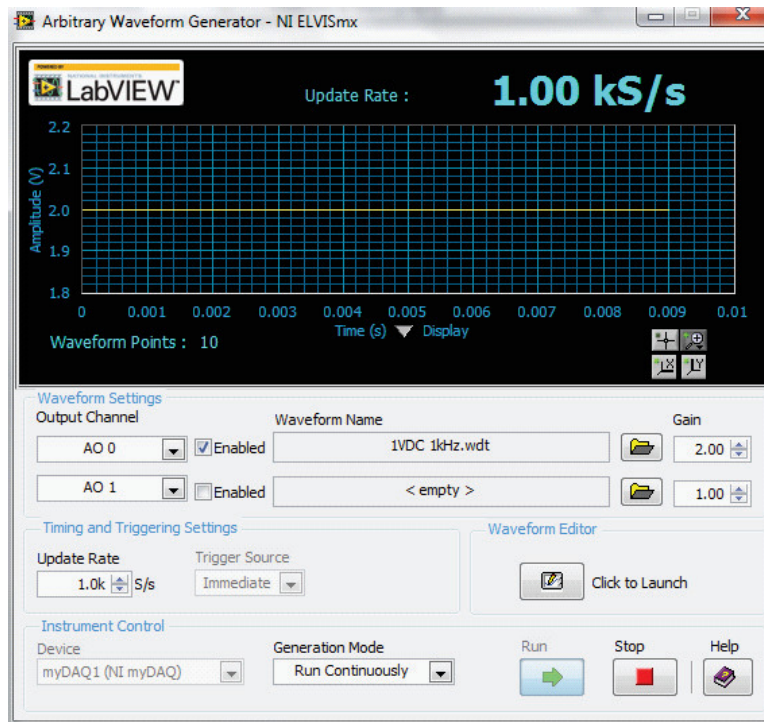 Arbitrary Waveform Generator - NI ELVISmx
POWERED BY
NATIONAL INSTRUMENTS
LabVIEW
Update Rate : 1.00 kS/s
Amplitude (V)
2.2
2.1
2.0
1.9
1.8
0 0.001 0.002 0.003 0.004 0.005 0.006 0.007 0.008 0.009 0.01
Time (s) Display
Waveform Points : 10
Waveform Settings
Output Channel Waveform Name Gain
AO 0 Enabled 1VDC 1kHz.wdt 2.00
AO 1 Enabled < empty > 1.00
Timing and Triggering Settings Waveform Editor
Update Rate Trigger Source
1.0k S/s Immediate Click to Launch
Instrument Control
Device Generation Mode Run Stop Help
myDAQ1 (NI myDAQ) Run Continuously